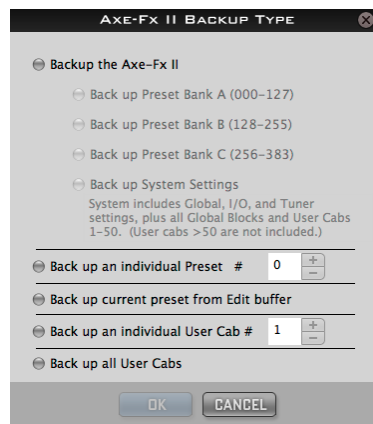 Axe-Fx II Backup Type
Backup the Axe-Fx II
Back up Preset Bank A (000-127)
Back up Preset Bank B (128-255)
Back up Preset Bank C (256-383)
Back up System Settings
System includes Global, I/O, and Tuner
settings, plus all Global Blocks and User Cabs
1-50. (User cabs >50 are not included.)
Back up an individual Preset # 0 + −
Back up current preset from Edit buffer
Back up an individual User Cab # 1 + −
Back up all User Cabs
OK CANCEL